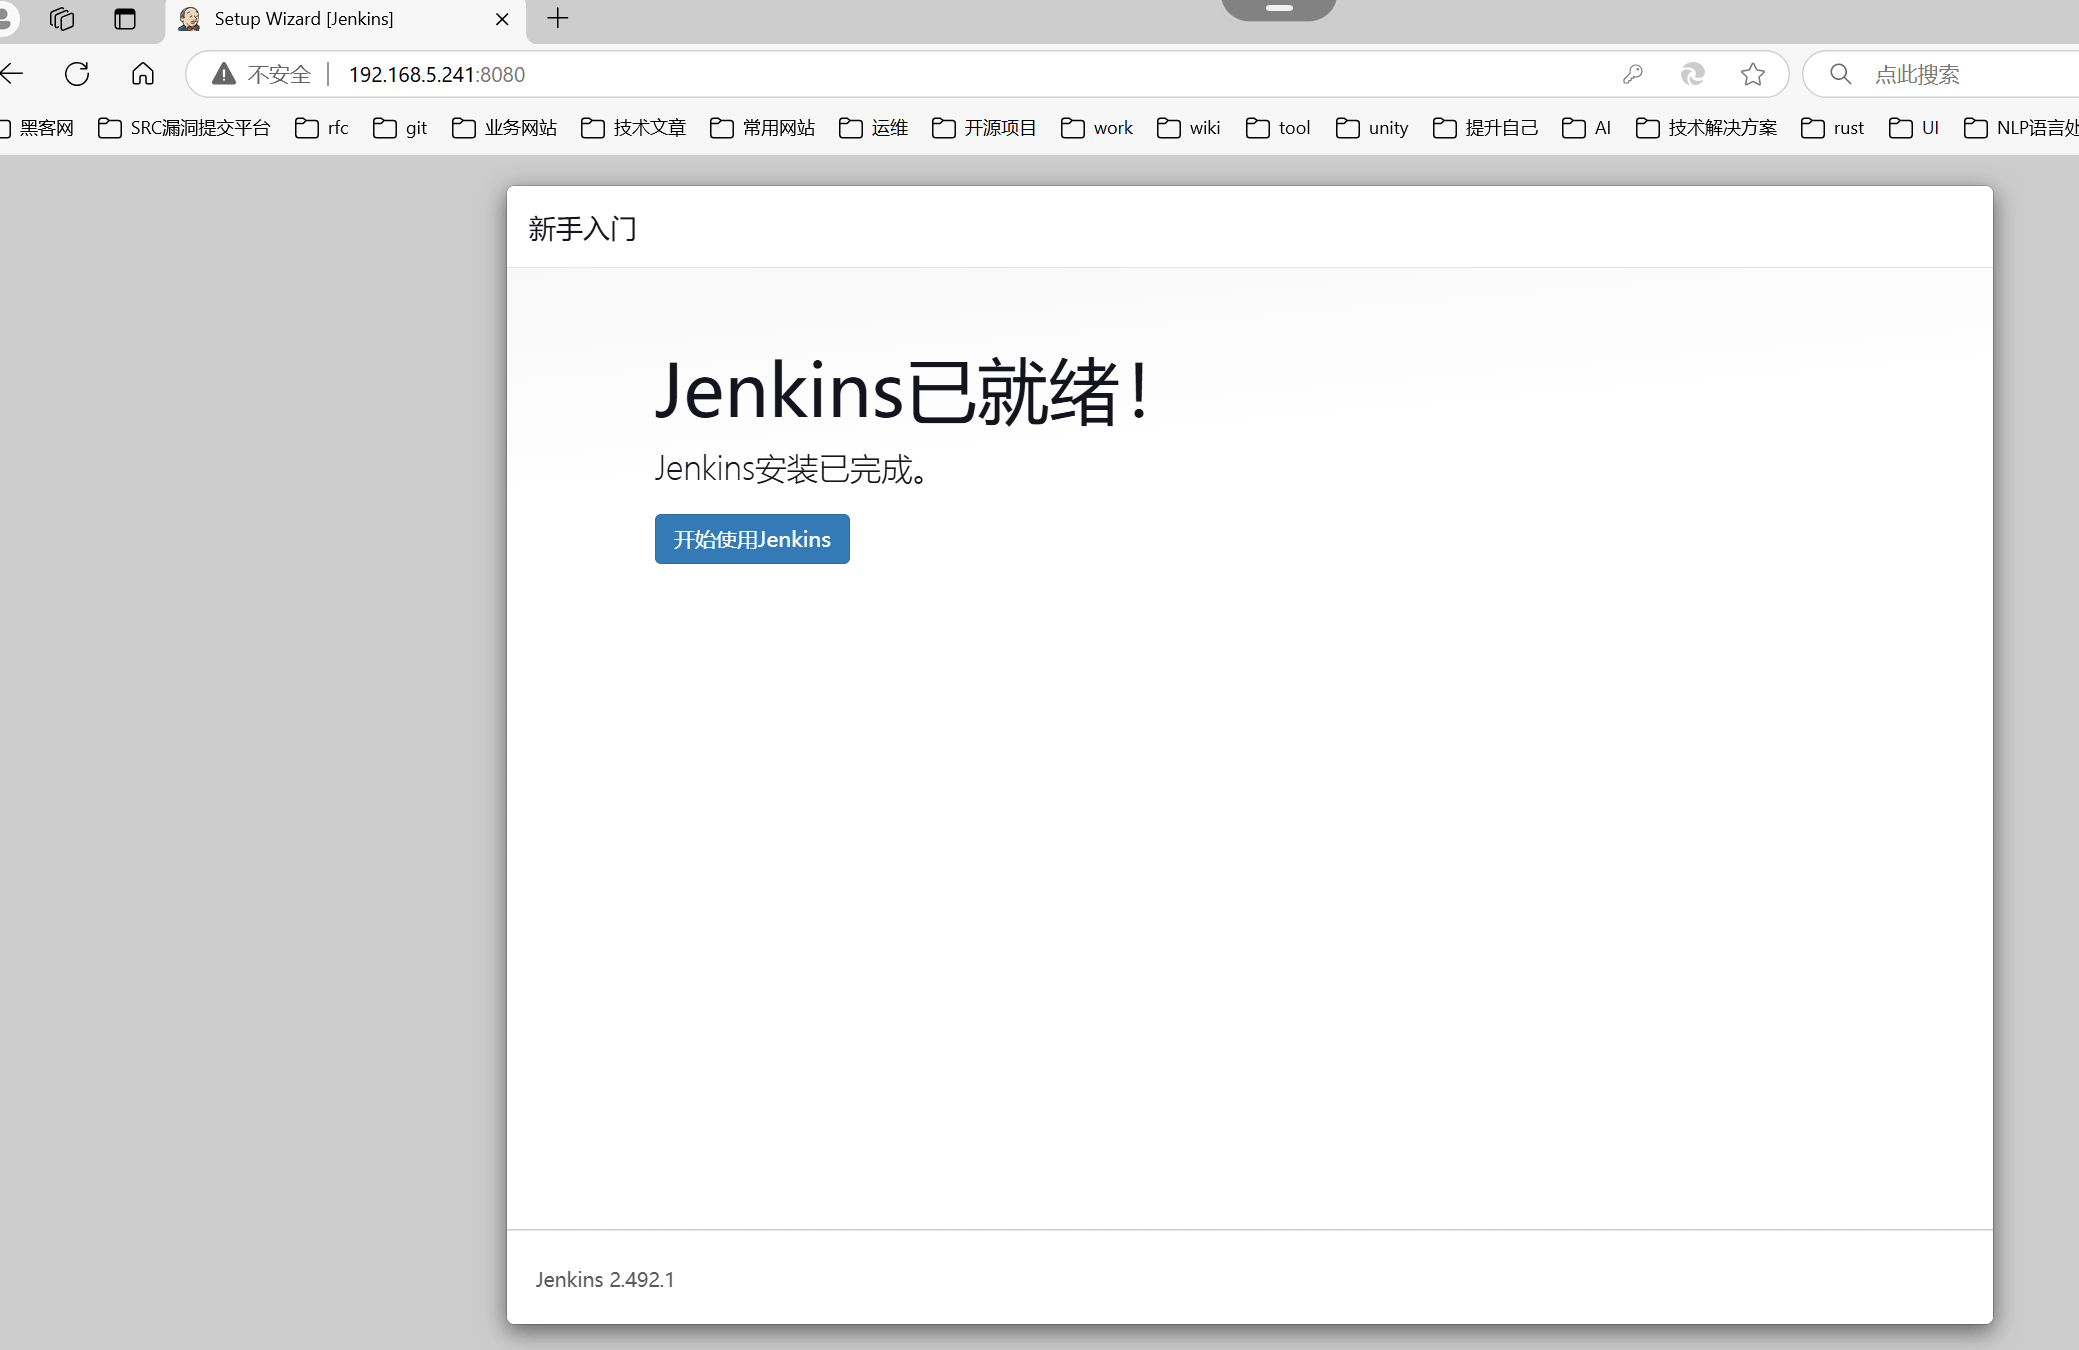 Setup Wizard [Jenkins]
不安全 192.168.5.241:8080 点此搜索
黑客网 SRC漏洞提交平台 rfc git 业务网站 技术文章 常用网站 运维 开源项目 work wiki tool unity 提升自己 AI 技术解决方案 rust UI NLP语言处
新手入门
Jenkins已就绪!
Jenkins安装已完成。
开始使用Jenkins
Jenkins 2.492.1